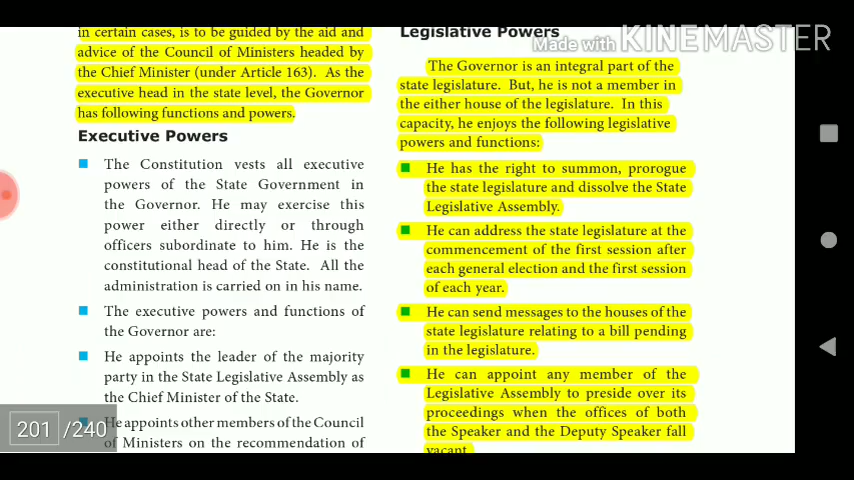 in certain cases, is to be guided by the aid and
advice of the Council of Ministers headed by
the Chief Minister (under Article 163). As the
executive head in the state level, the Governor
has following functions and powers.
Executive Powers
The Constitution vests all executive
powers of the State Government in
the Governor. He may exercise this
power either directly or through
officers subordinate to him. He is the
constitutional head of the State. All the
administration is carried on in his name.
The executive powers and functions of
the Governor are:
He appoints the leader of the majority
party in the State Legislative Assembly as
the Chief Minister of the State.
He appoints other members of the Council
of Ministers on the recommendation of
201 /240
Legislative Powers
Made with KINEMASTER
The Governor is an integral part of the
state legislature. But, he is not a member in
the either house of the legislature. In this
capacity, he enjoys the following legislative
powers and functions:
He has the right to summon, prorogue
the state legislature and dissolve the State
Legislative Assembly.
He can address the state legislature at the
commencement of the first session after
each general election and the first session
of each year.
He can send messages to the houses of the
state legislature relating to a bill pending
in the legislature.
He can appoint any member of the
Legislative Assembly to preside over its
proceedings when the offices of both
the Speaker and the Deputy Speaker fall
vacant.